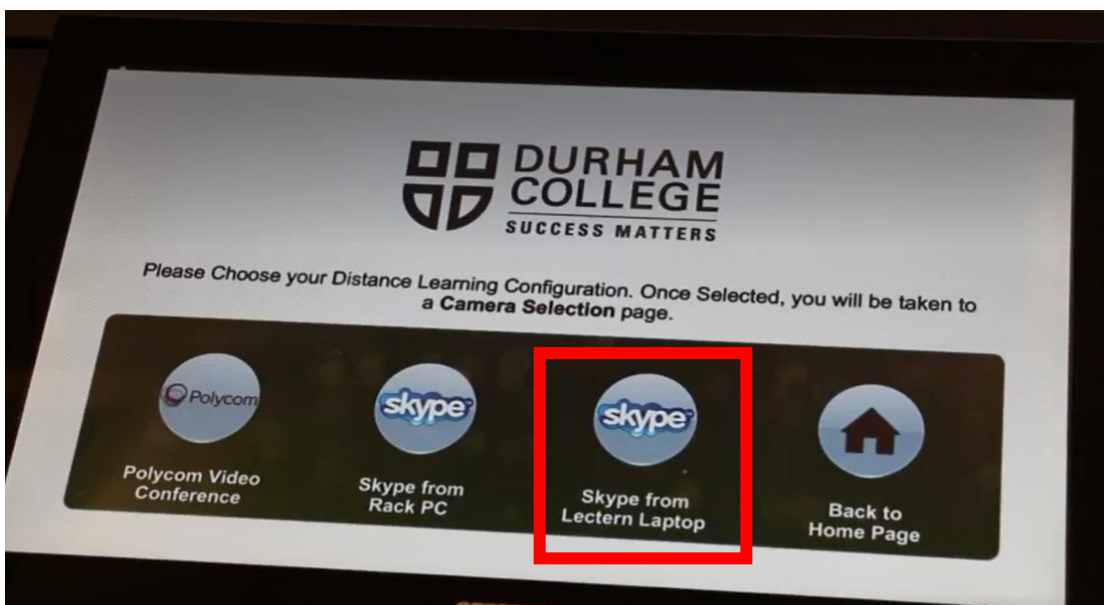 DURHAM
COLLEGE
SUCCESS MATTERS
Please Choose your Distance Learning Configuration. Once Selected, you will be taken to
a Camera Selection page.
Polycom
skype
skype
Polycom Video
Conference
Skype from
Rack PC
Skype from
Lectern Laptop
Back to
Home Page